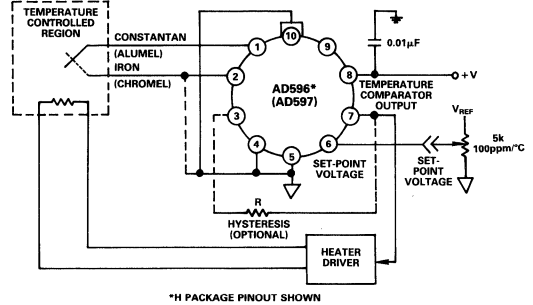 TEMPERATURE
CONTROLLED
REGION
CONSTANTAN
(ALUMEL)
IRON
(CHROMEL)
10
1
9
2
8
3
7
4
6
5
AD596*
(AD597)
0.01μF
+V
TEMPERATURE
COMPARATOR
OUTPUT
VREF
5k
100ppm/°C
SET-POINT
VOLTAGE
SET-
POINT
VOLTAGE
R
HYSTERESIS
(OPTIONAL)
HEATER
DRIVER
*H PACKAGE PINOUT SHOWN